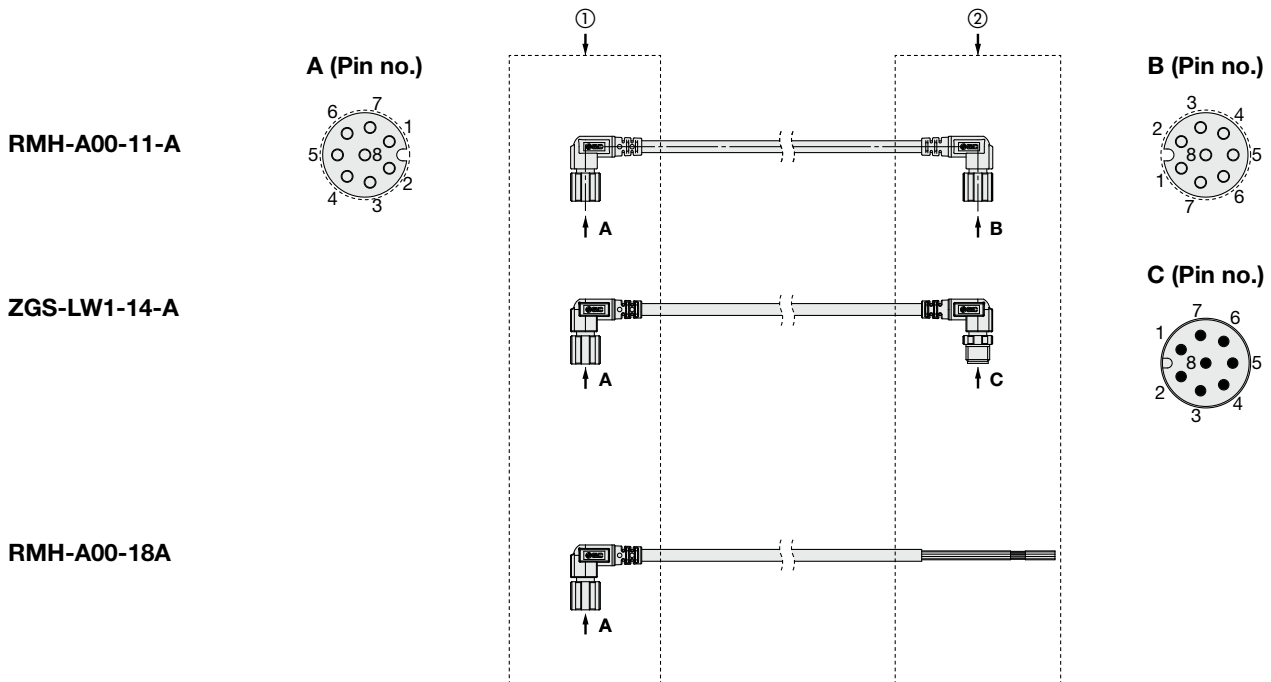 ① ②
A (Pin no.) B (Pin no.)
6 7 1 5 8 4 3 2
3 4 2 8 5 1 7 6
RMH-A00-11-A
A B
C (Pin no.)
7 6 1 8 5 2 3 4
ZGS-LW1-14-A
A C
RMH-A00-18A
A